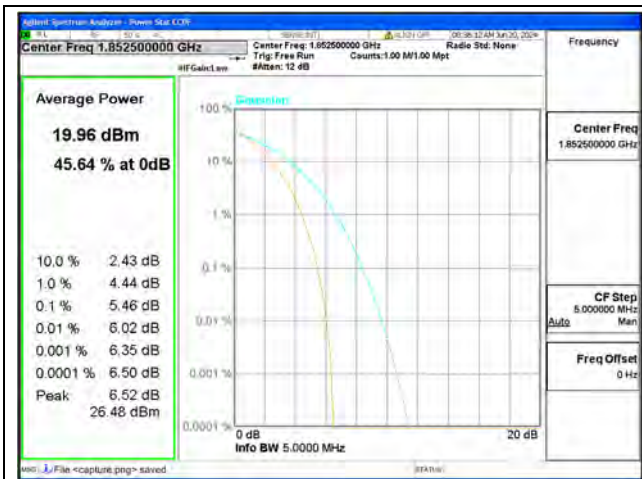 Agilent Spectrum Analyzer - Power Stat CCDF
Center Freq 1.852500000 GHz
Center Freq: 1.852500000 GHz
Radio Std: None
Trig: Free Run
Counts:1.00 M/1.00 Mpt
#IFGain:Low
#Atten: 12 dB
Frequency
Average Power
19.96 dBm
45.64 % at 0dB
10.0 % 2.43 dB
1.0 % 4.44 dB
0.1 % 5.46 dB
0.01 % 6.02 dB
0.001 % 6.35 dB
0.0001 % 6.50 dB
Peak 6.52 dB
26.48 dBm
Gaussian
100 %
10 %
1 %
0.1 %
0.01 %
0.001 %
0.0001 %
0 dB
20 dB
Info BW 5.0000 MHz
Center Freq
1.852500000 GHz
CF Step
5.000000 MHz
Auto Man
Freq Offset
0 Hz
MSG File <capture.png> saved
STATUS